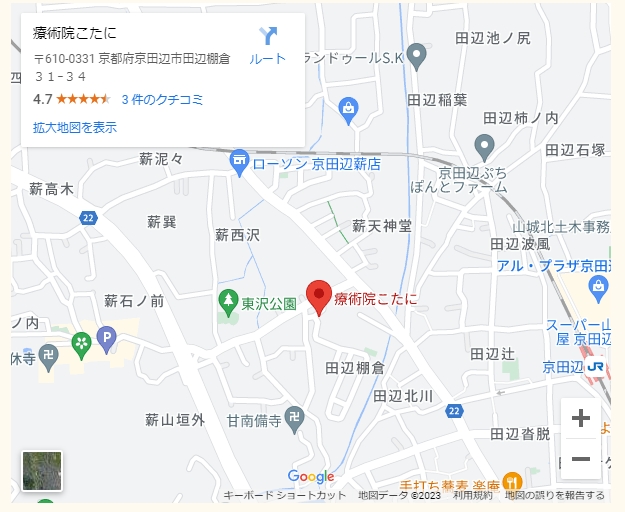 療術院こたに
ルート
〒610-0331 京都府京田辺市田辺棚倉
３１−３４
4.7
3 件のクチコミ
拡大地図を表示
ランドゥールS.K
田辺池ノ尻
田辺稲葉
田辺柿ノ内
田辺石塚
薪泥々
ローソン 京田辺薪店
京田辺ぷち
ぽんとファーム
薪高木
22
薪巽
薪西沢
薪天神堂
山城北土木事務
田辺波風
アル・プラザ京田辺
薪石ノ前
東沢公園
療術院こたに
ノ内
P
スーパー山
屋 京田辺
休寺
田辺棚倉
田辺辻
京田辺
JR
田辺北川
22
薪山垣外
甘南備寺
田辺沓脱
Google
手打ち蕎麦 楽庵
キーボード ショートカット
地図データ ©2023
利用規約
地図の誤りを報告する